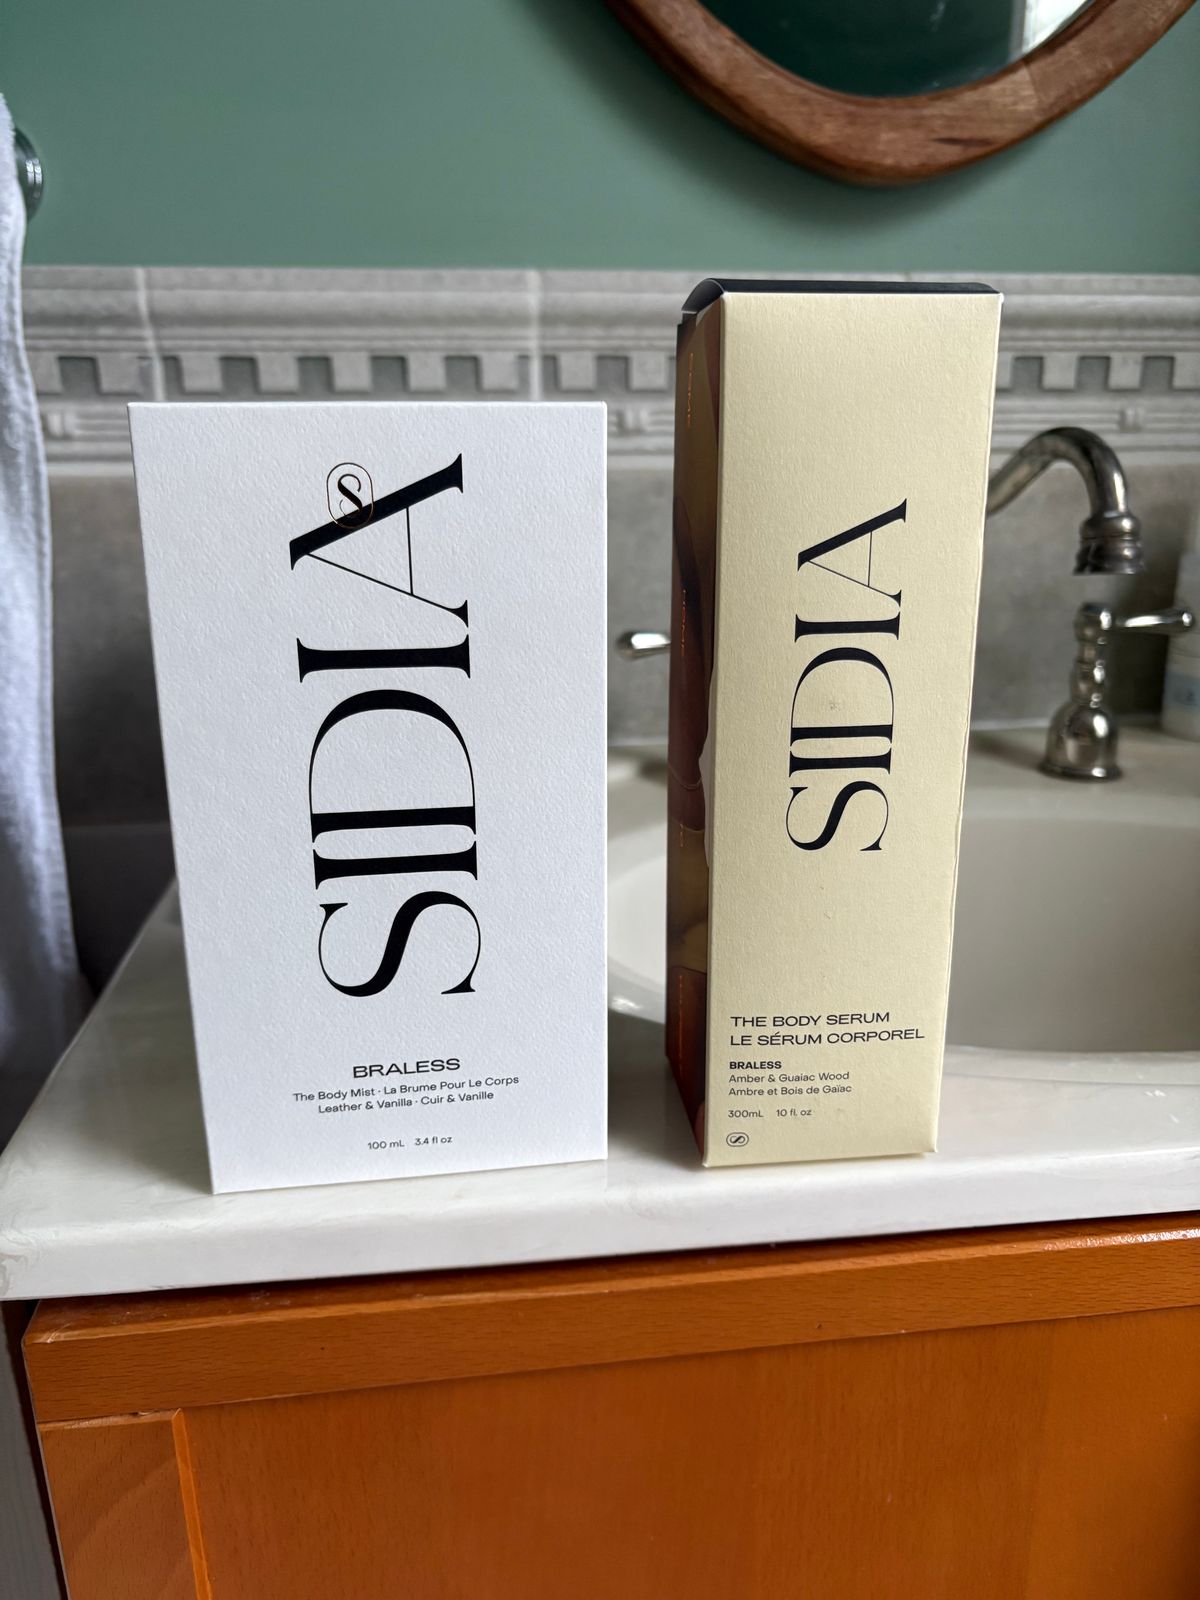 SIDIA
BRALESS
The Body Mist · La Brume Pour Le Corps
Leather & Vanilla · Cuir & Vanille
100 mL 3.4 fl oz
SIDIA
THE BODY SERUM
LE SÉRUM CORPOREL
BRALESS
Amber & Guaiac Wood
Ambre et Bois de Gaïac
300mL 10 fl. oz
HOME